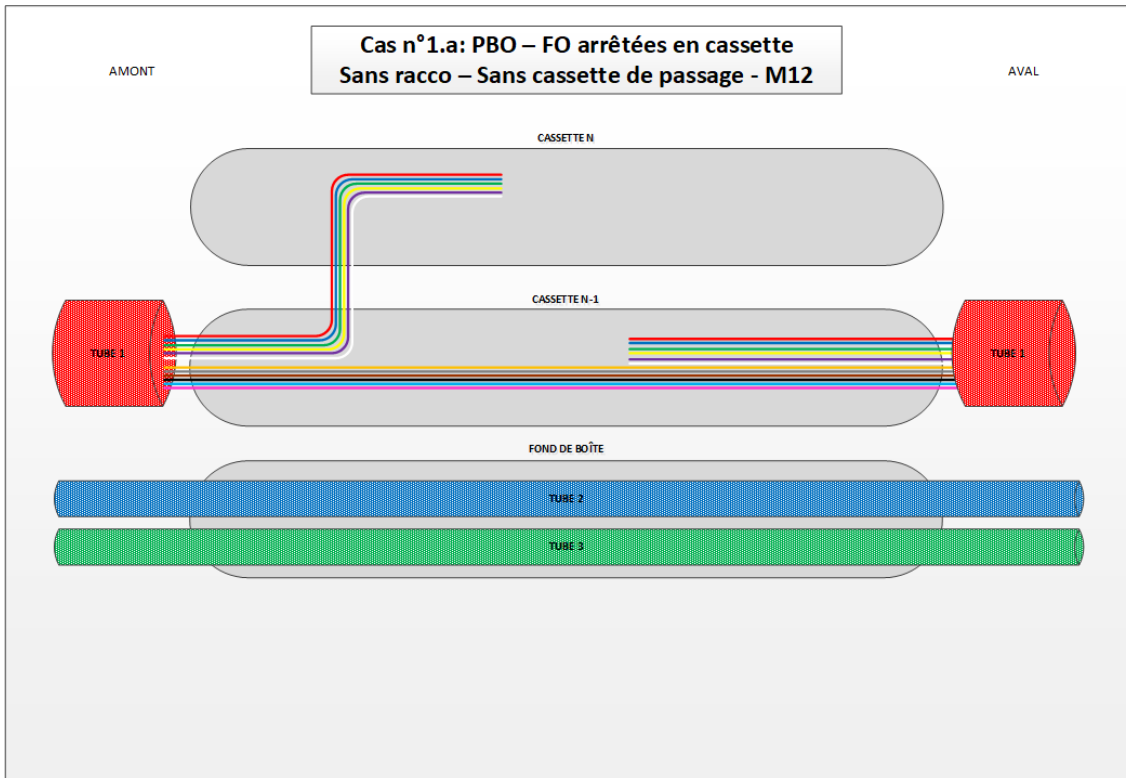 Cas n°1.a: PBO – FO arrêtées en cassette
Sans racco – Sans cassette de passage - M12
AMONT
AVAL
CASSETTE N
CASSETTE N-1
TUBE 1
TUBE 1
FOND DE BOÎTE
TUBE 2
TUBE 3